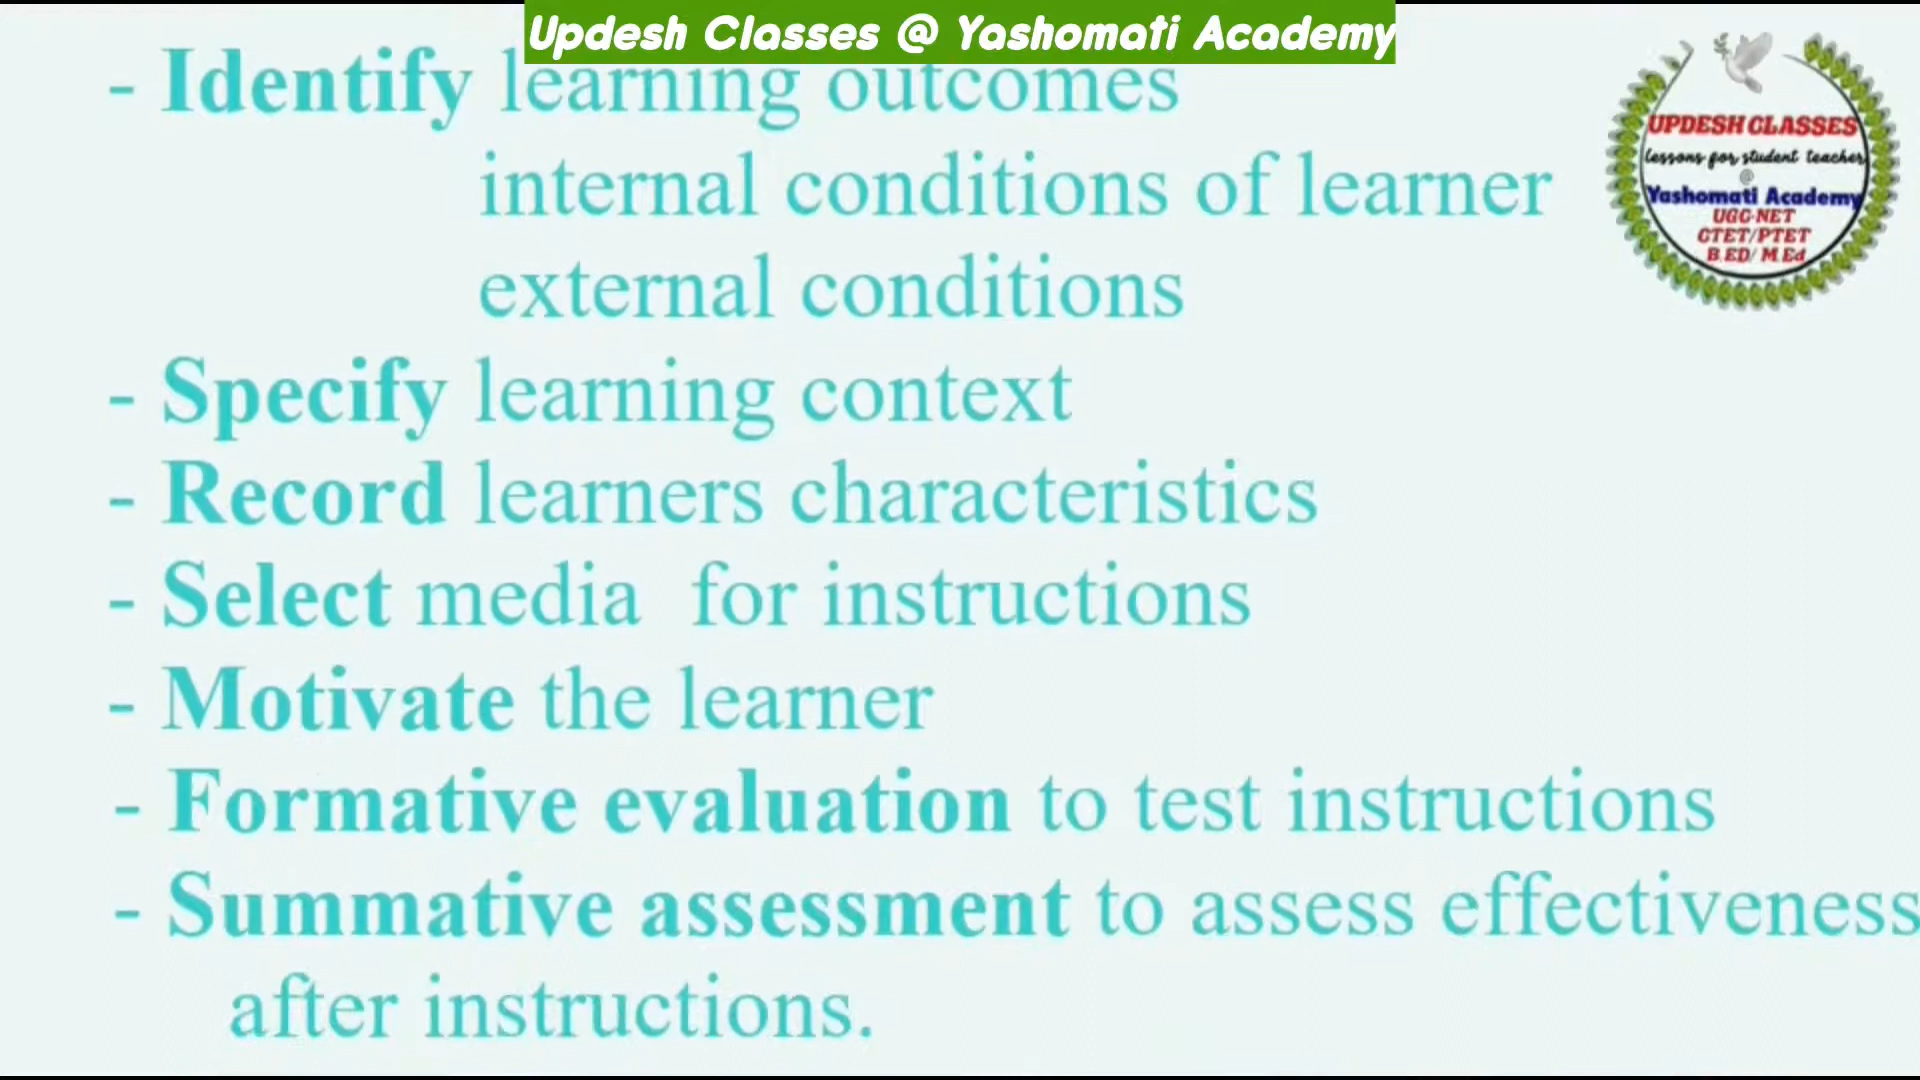 Updesh Classes @ Yashomati Academy
- Identify learning outcomes
internal conditions of learner
external conditions
- Specify learning context
- Record learners characteristics
- Select media for instructions
- Motivate the learner
- Formative evaluation to test instructions
- Summative assessment to assess effectiveness
after instructions.
UPDESH CLASSES
lessons for student teacher
@
Yashomati Academy
UGC-NET
CTET/PTET
B.ED/ M.Ed